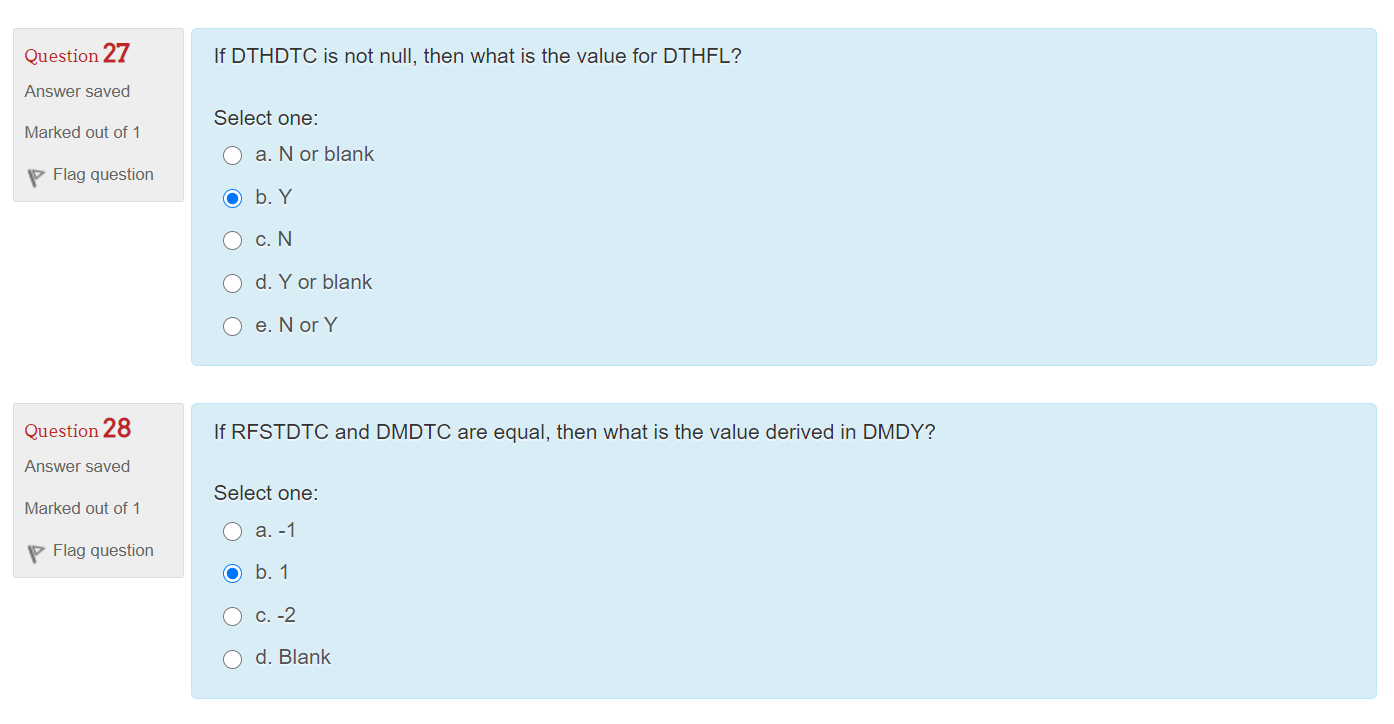 Question 27
Answer saved
Marked out of 1
Flag question
If DTHDTC is not null, then what is the value for DTHFL?
Select one:
a. N or blank
b. Y
c. N
d. Y or blank
e. N or Y
Question 28
Answer saved
Marked out of 1
Flag question
If RFSTDTC and DMDTC are equal, then what is the value derived in DMDY?
Select one:
a. -1
b. 1
c. -2
d. Blank